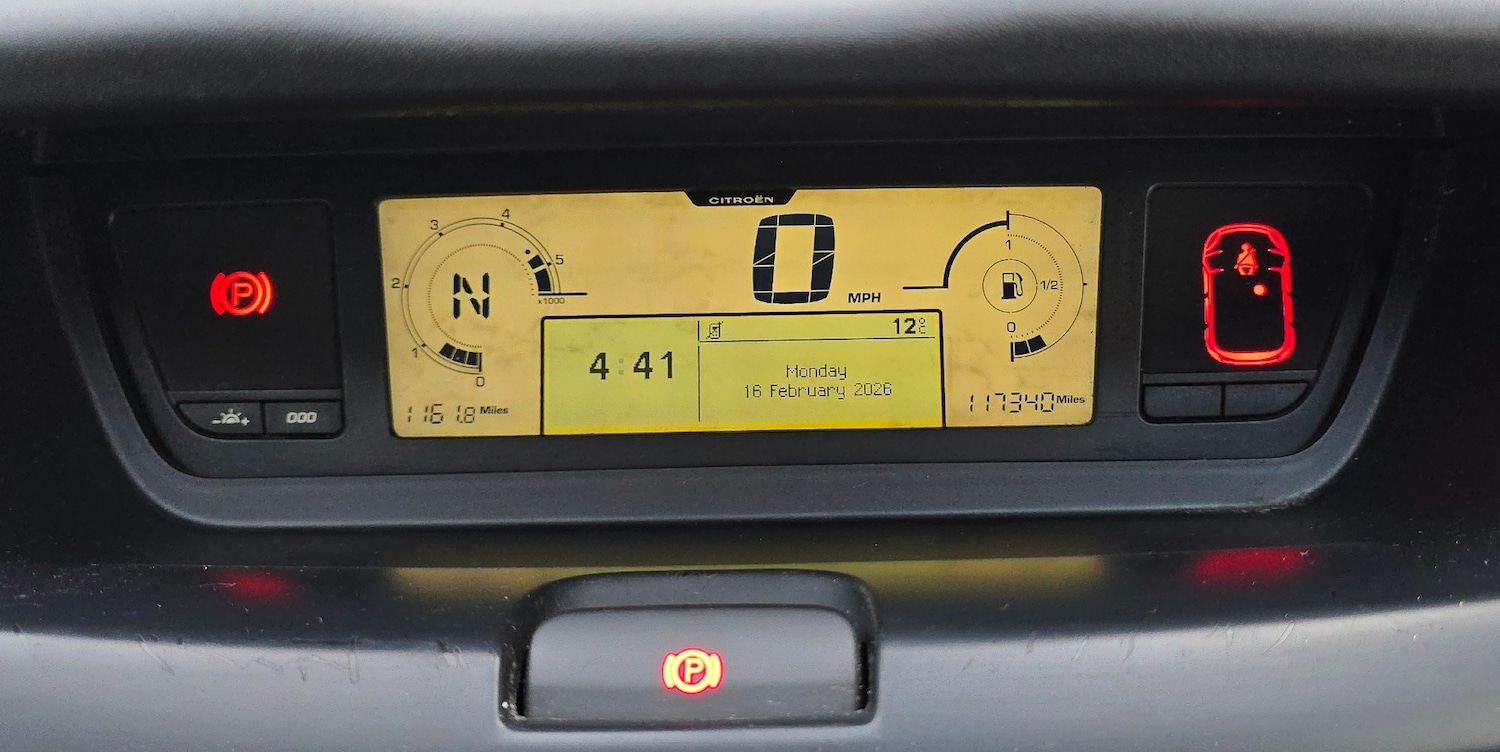 CITROËN
4
3
5
2
x1000
1
0
N
0
MPH
1
1/2
0
12°C
4:41
Monday
16 February 2026
1161.8 Miles
117340 Miles
P
000
P